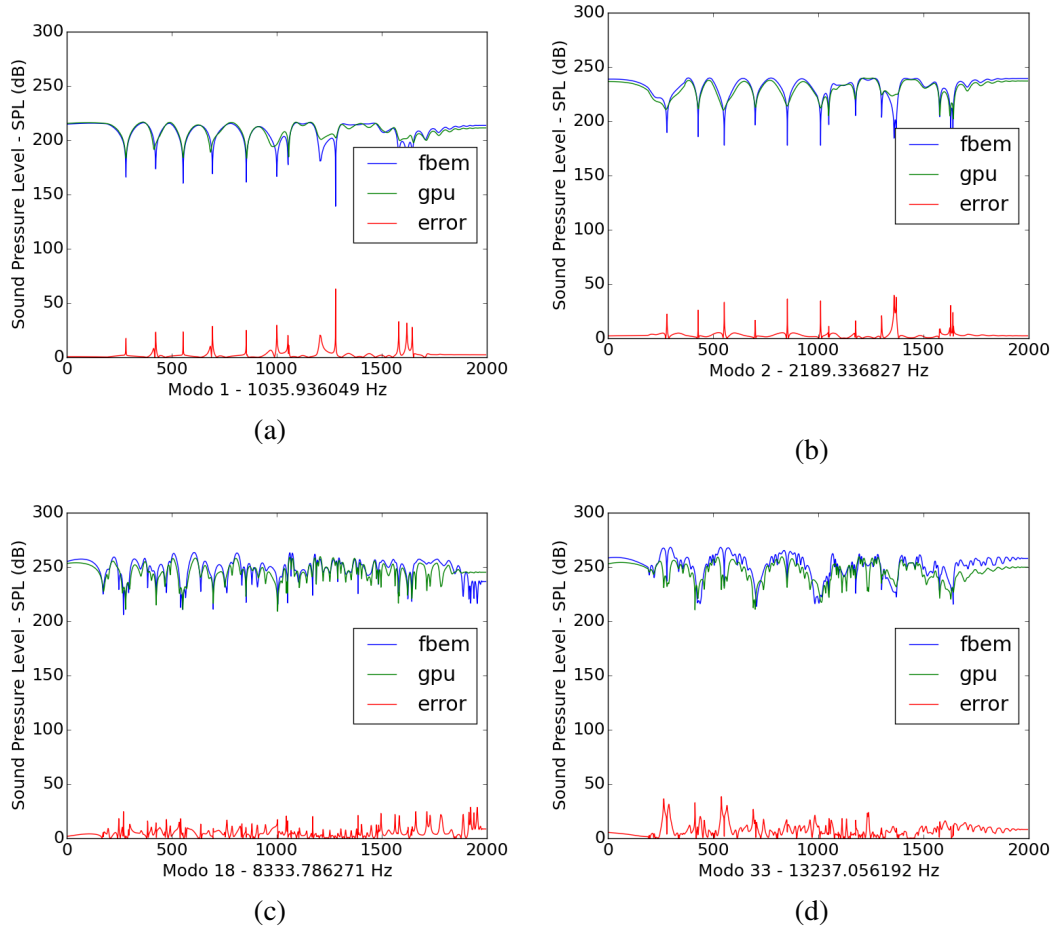 300
250
200
150
100
50
0
Sound Pressure Level - SPL (dB)
fbem
gpu
error
0 500 1000 1500 2000
Modo 1 - 1035.936049 Hz
(a)
300
250
200
150
100
50
0
Sound Pressure Level - SPL (dB)
fbem
gpu
error
0 500 1000 1500 2000
Modo 2 - 2189.336827 Hz
(b)
300
250
200
150
100
50
0
Sound Pressure Level - SPL (dB)
fbem
gpu
error
0 500 1000 1500 2000
Modo 18 - 8333.786271 Hz
(c)
300
250
200
150
100
50
0
Sound Pressure Level - SPL (dB)
fbem
gpu
error
0 500 1000 1500 2000
Modo 33 - 13237.056192 Hz
(d)